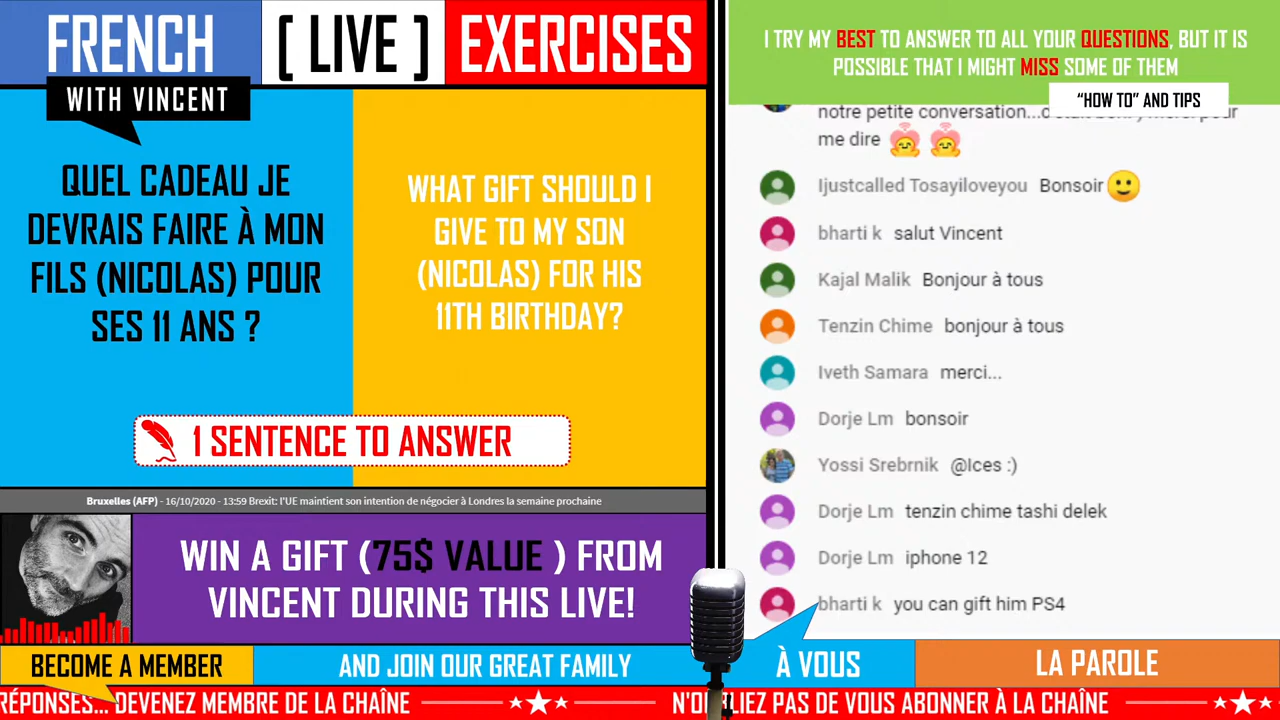 FRENCH [ LIVE ] EXERCISES
WITH VINCENT
QUEL CADEAU JE
DEVRAIS FAIRE À MON
FILS (NICOLAS) POUR
SES 11 ANS ?
WHAT GIFT SHOULD I
GIVE TO MY SON
(NICOLAS) FOR HIS
11TH BIRTHDAY?
1 SENTENCE TO ANSWER
Bruxelles (AFP) - 16/10/2020 - 13:59 Brexit: l'UE maintient son intention de négocier à Londres la semaine prochaine
WIN A GIFT (75$ VALUE ) FROM
VINCENT DURING THIS LIVE!
BECOME A MEMBER
AND JOIN OUR GREAT FAMILY
I TRY MY BEST TO ANSWER TO ALL YOUR QUESTIONS, BUT IT IS
POSSIBLE THAT I MIGHT MISS SOME OF THEM
"HOW TO" AND TIPS
notre petite conversation...
me dire
Ijustcalled Tosayiloveyou Bonsoir
bharti k salut Vincent
Kajal Malik Bonjour à tous
Tenzin Chime bonjour à tous
Iveth Samara merci...
Dorje Lm bonsoir
Yossi Srebrnik @Ices :)
Dorje Lm tenzin chime tashi delek
Dorje Lm iphone 12
bharti k you can gift him PS4
À VOUS
LA PAROLE
RÉPONSES... DEVENEZ MEMBRE DE LA CHAÎNE
N'OUBLIEZ PAS DE VOUS ABONNER À LA CHAÎNE